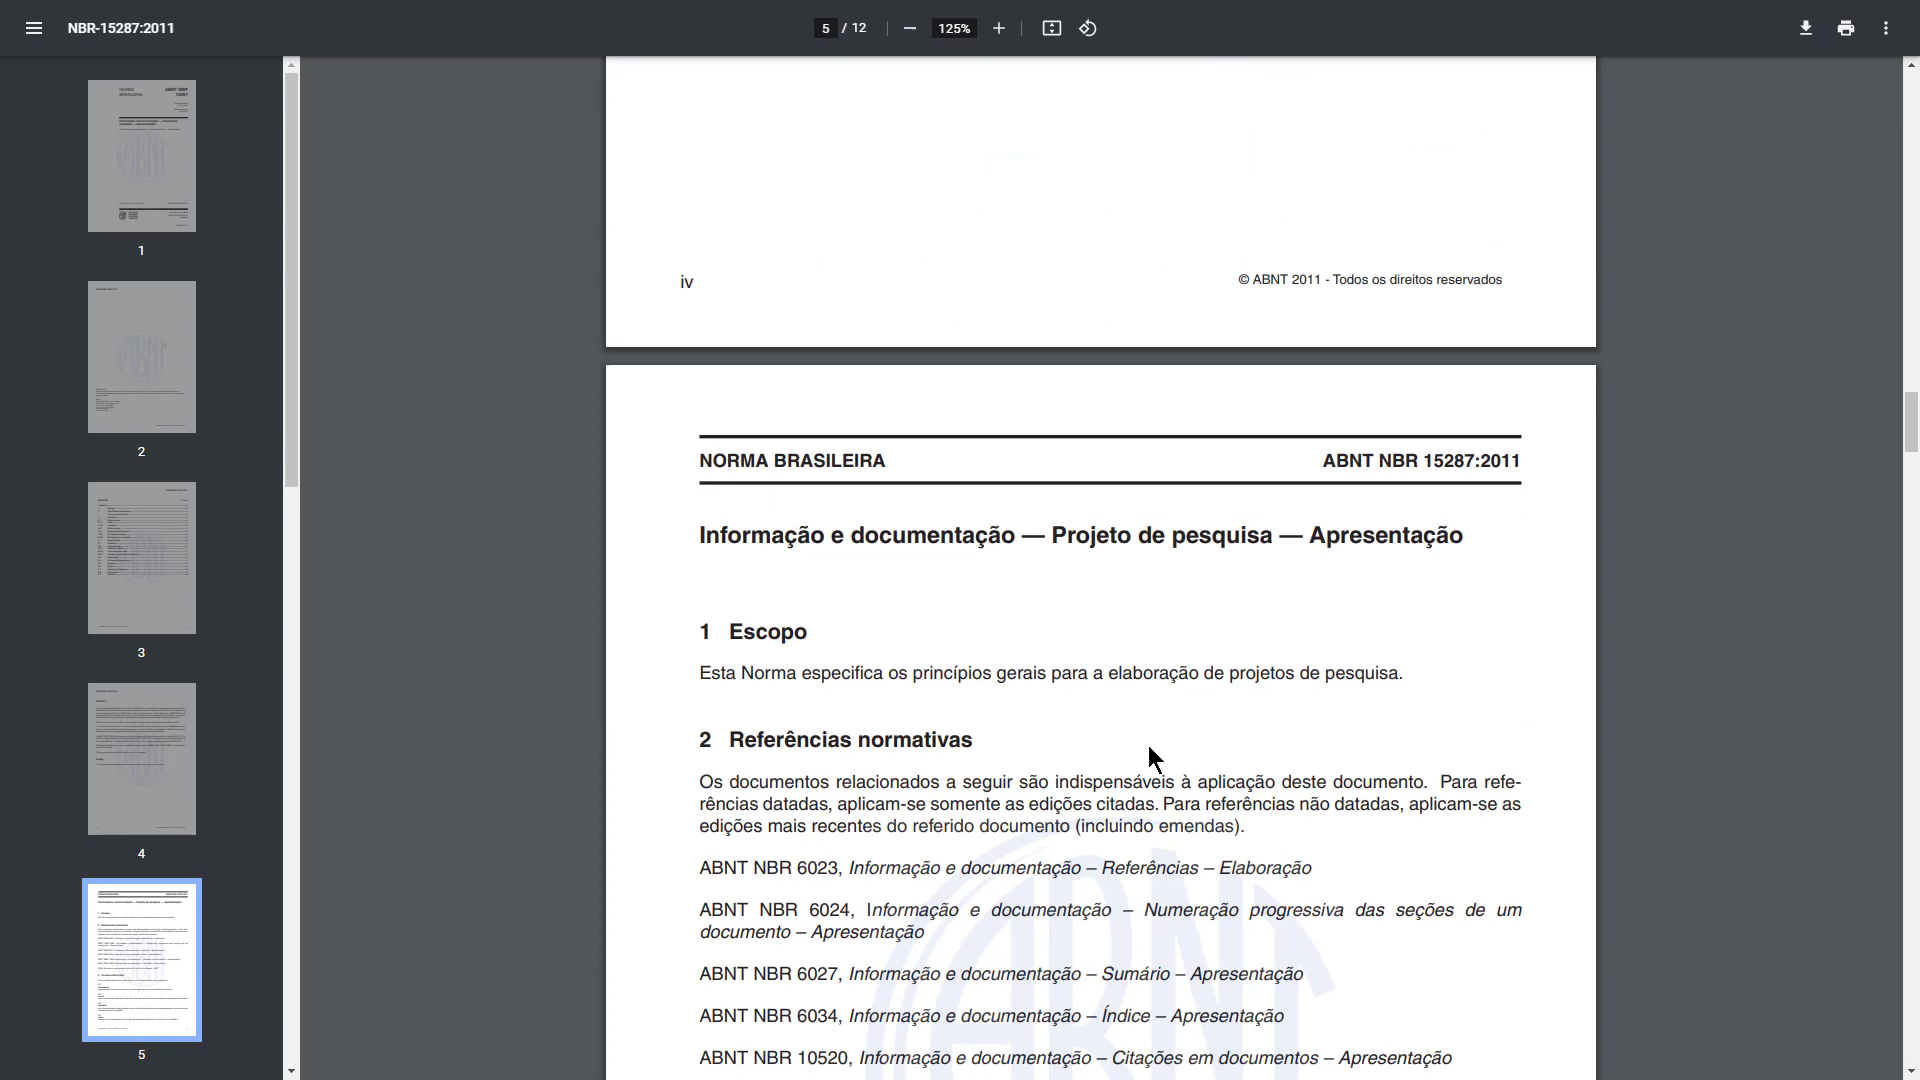 NBR-15287:2011
5 / 12
125%
NORMA
BRASILEIRA
ABNT NBR
15287
1
2
3
4
5
iv
© ABNT 2011 - Todos os direitos reservados
NORMA BRASILEIRA
ABNT NBR 15287:2011
Informação e documentação — Projeto de pesquisa — Apresentação
1 Escopo
Esta Norma especifica os princípios gerais para a elaboração de projetos de pesquisa.
2 Referências normativas
Os documentos relacionados a seguir são indispensáveis à aplicação deste documento. Para refe-
rências datadas, aplicam-se somente as edições citadas. Para referências não datadas, aplicam-se as
edições mais recentes do referido documento (incluindo emendas).
ABNT NBR 6023, Informação e documentação – Referências – Elaboração
ABNT NBR 6024, Informação e documentação – Numeração progressiva das seções de um
documento – Apresentação
ABNT NBR 6027, Informação e documentação – Sumário – Apresentação
ABNT NBR 6034, Informação e documentação – Índice – Apresentação
ABNT NBR 10520, Informação e documentação – Citações em documentos – Apresentação
ABNT